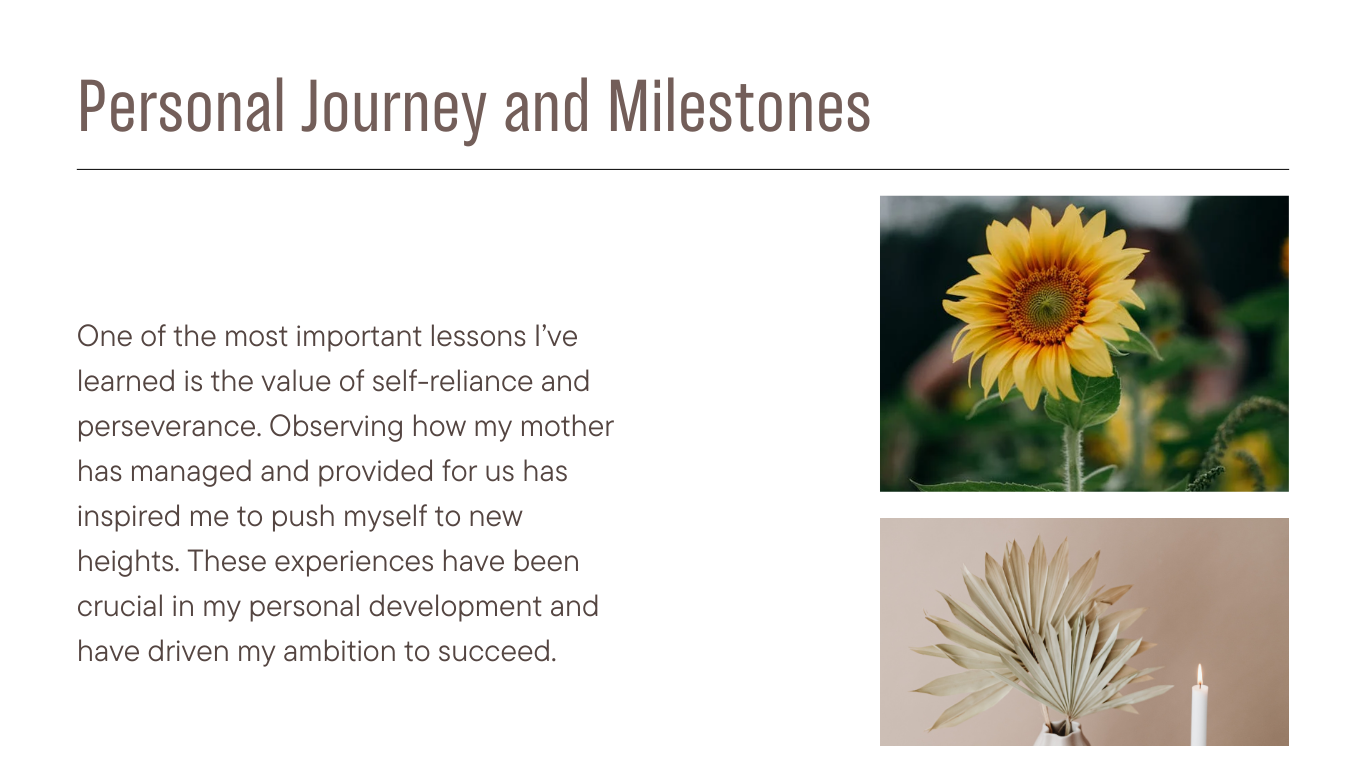 Personal Journey and Milestones
One of the most important lessons I’ve
learned is the value of self-reliance and
perseverance. Observing how my mother
has managed and provided for us has
inspired me to push myself to new
heights. These experiences have been
crucial in my personal development and
have driven my ambition to succeed.